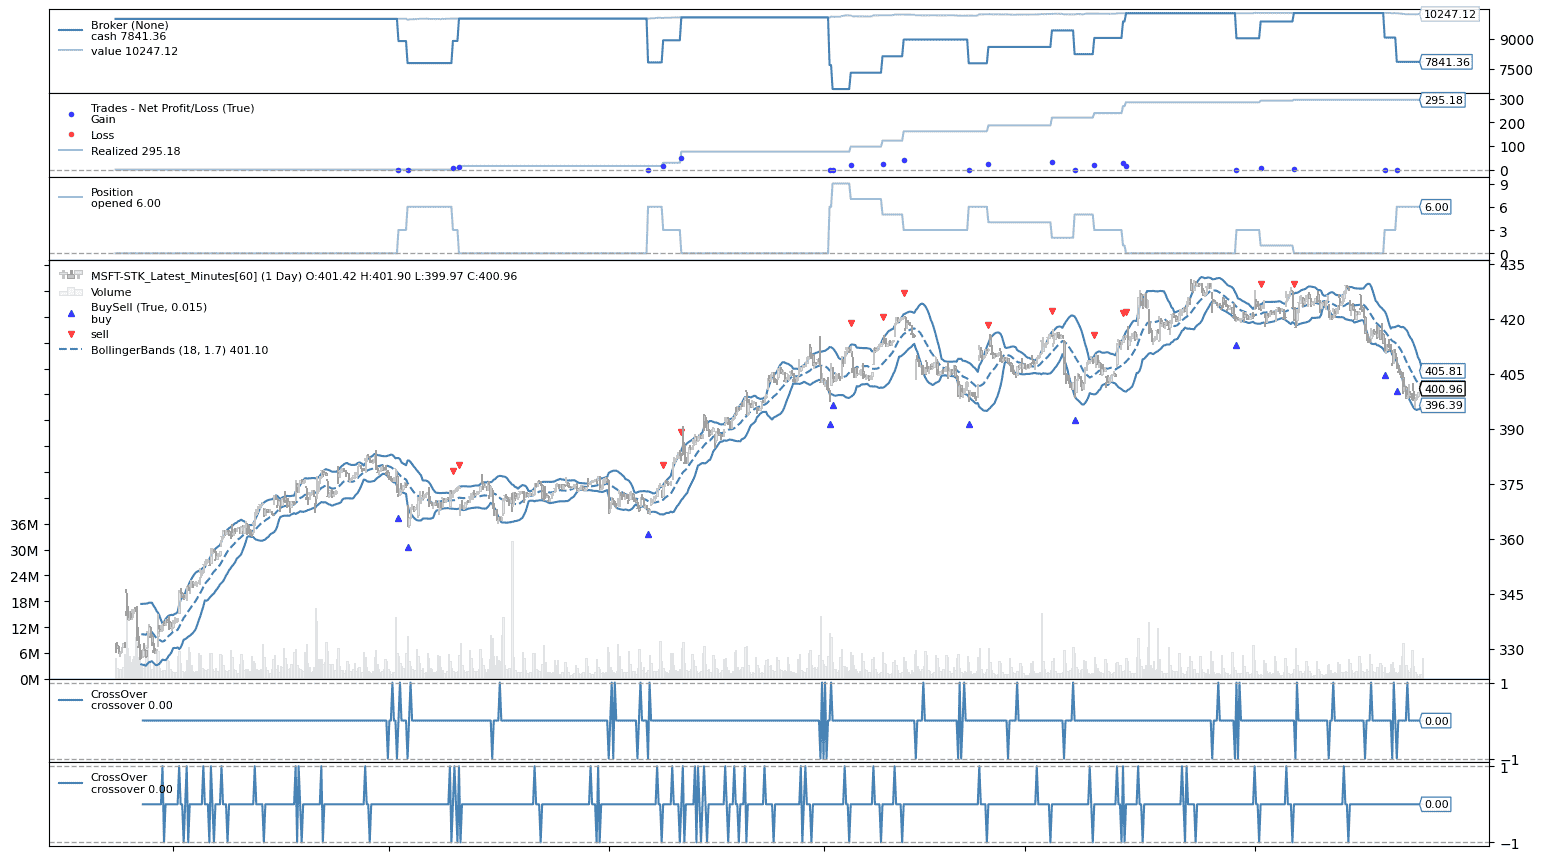 Broker (None)
cash 7841.36
value 10247.12
10247.12
9000
7841.36
7500
Trades - Net Profit/Loss (True)
Gain
Loss
Realized 295.18
295.18
300
200
100
0
Position
opened 6.00
9
6.00
6
3
0
MSFT-STK_Latest_Minutes[60] (1 Day) O:401.42 H:401.90 L:399.97 C:400.96
Volume
BuySell (True, 0.015)
buy
sell
BollingerBands (18, 1.7) 401.10
435
420
405.81
405
400.96
396.39
390
375
360
345
330
36M
30M
24M
18M
12M
6M
0M
CrossOver
crossover 0.00
1
0.00
−1
CrossOver
crossover 0.00
1
0.00
−1